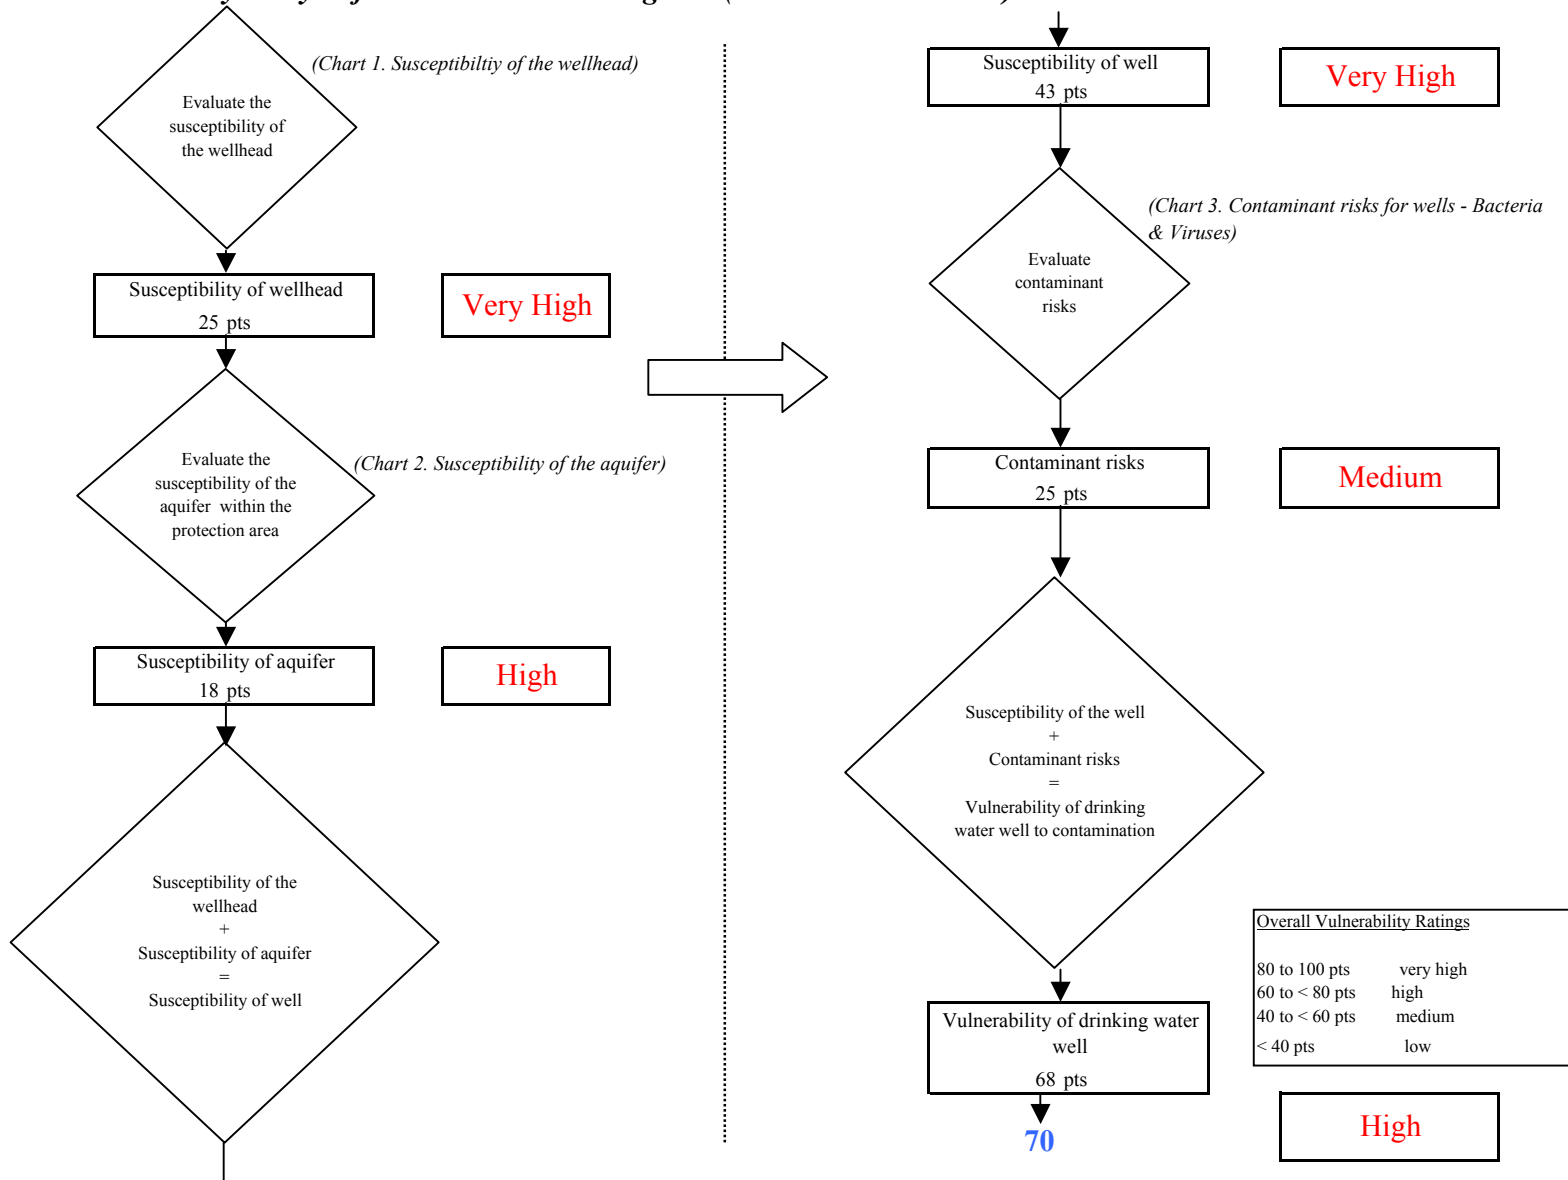 (Chart 1. Susceptibiltiy of the wellhead)
Evaluate the
susceptibility of
the wellhead
Susceptibility of wellhead
25 pts
Very High
Evaluate the
susceptibility of the
aquifer within the
protection area
(Chart 2. Susceptibility of the aquifer)
Susceptibility of aquifer
18 pts
High
Susceptibility of the
wellhead
+
Susceptibility of aquifer
=
Susceptibility of well
Susceptibility of well
43 pts
Very High
(Chart 3. Contaminant risks for wells - Bacteria
& Viruses)
Evaluate
contaminant
risks
Contaminant risks
25 pts
Medium
Susceptibility of the well
+
Contaminant risks
=
Vulnerability of drinking
water well to contamination
Overall Vulnerability Ratings
80 to 100 pts very high
60 to < 80 pts high
40 to < 60 pts medium
< 40 pts low
Vulnerability of drinking water
well
68 pts
70
High